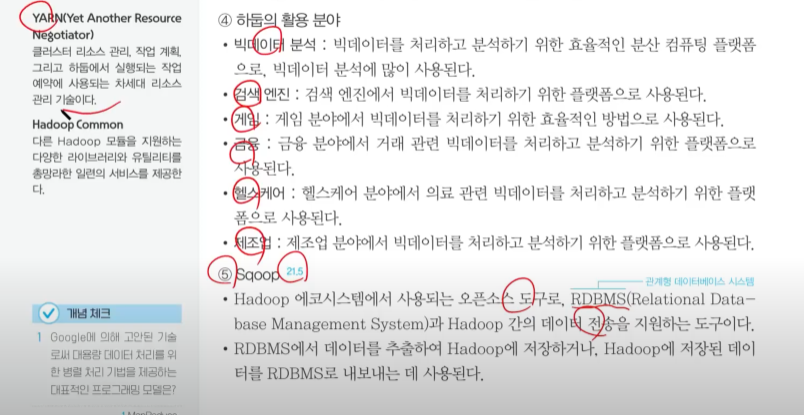 YARN(Yet Another Resource
Negotiator)
클러스터 리소스 관리, 작업 계획,
그리고 하둡에서 실행되는 작업
예약에 사용되는 차세대 리소스
관리 기술이다.
Hadoop Common
다른 Hadoop 모듈을 지원하는
다양한 라이브러리와 유틸리티를
총망라한 일련의 서비스를 제공한
다.
개념 체크
1 Google에 의해 고안된 기술
로써 대용량 데이터 처리를 위
한 병렬 처리 기법을 제공하는
대표적인 프로그래밍 모델은?
④ 하둡의 활용 분야
• 빅데이터 분석 : 빅데이터를 처리하고 분석하기 위한 효율적인 분산 컴퓨팅 플랫폼
으로, 빅데이터 분석에 많이 사용된다.
• 검색 엔진 : 검색 엔진에서 빅데이터를 처리하기 위한 플랫폼으로 사용된다.
• 게임 : 게임 분야에서 빅데이터를 처리하기 위한 효율적인 방법으로 사용된다.
• 금융 : 금융 분야에서 거래 관련 빅데이터를 처리하고 분석하기 위한 플랫폼으로
사용된다.
• 헬스케어 : 헬스케어 분야에서 의료 관련 빅데이터를 처리하고 분석하기 위한 플랫
폼으로 사용된다.
• 제조업 : 제조업 분야에서 빅데이터를 처리하고 분석하기 위한 플랫폼으로 사용된다.
⑤ Sqoop 21.5
관계형 데이터베이스 시스템
• Hadoop 에코시스템에서 사용되는 오픈소스 도구로, RDBMS(Relational Data-
base Management System)과 Hadoop 간의 데이터 전송을 지원하는 도구이다.
• RDBMS에서 데이터를 추출하여 Hadoop에 저장하거나, Hadoop에 저장된 데이
터를 RDBMS로 내보내는 데 사용된다.